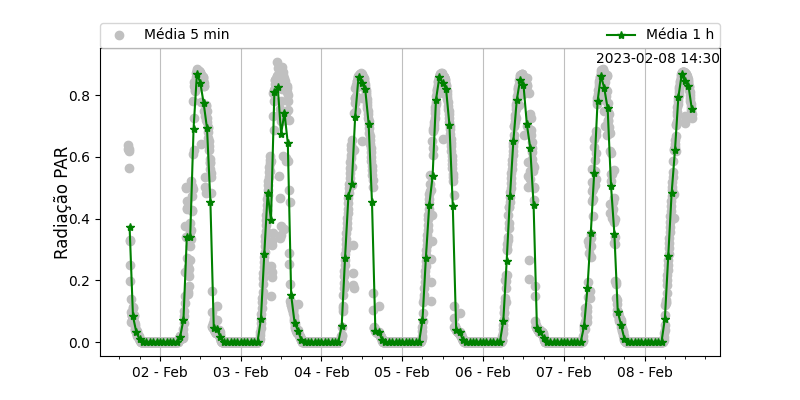 Média 5 min
Média 1 h
2023-02-08 14:30
Radiação PAR
0.8
0.6
0.4
0.2
0.0
02 - Feb
03 - Feb
04 - Feb
05 - Feb
06 - Feb
07 - Feb
08 - Feb